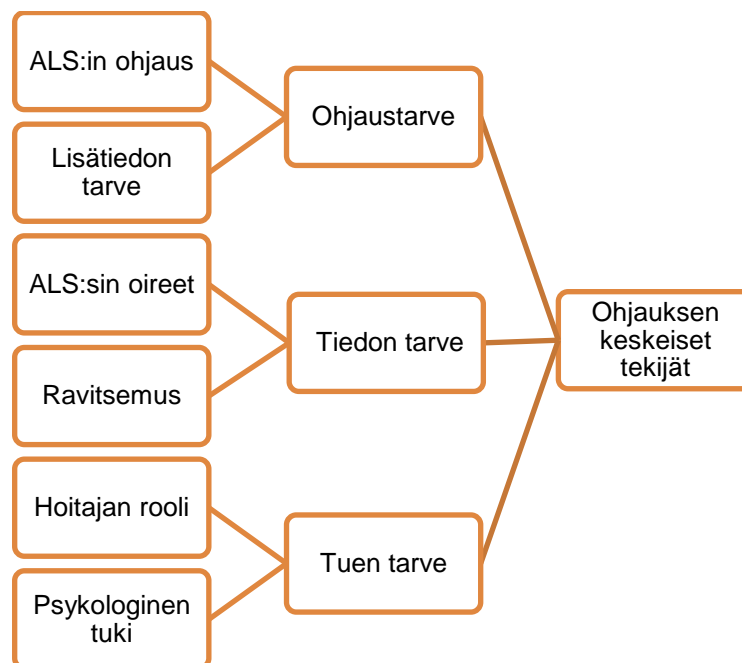 ALS:in ohjaus
Lisätiedon
tarve
Ohjaustarve
ALS:sin oireet
Ravitsemus
Tiedon tarve
Hoitajan rooli
Psykologinen
tuki
Tuen tarve
Ohjauksen
keskeiset
tekijät